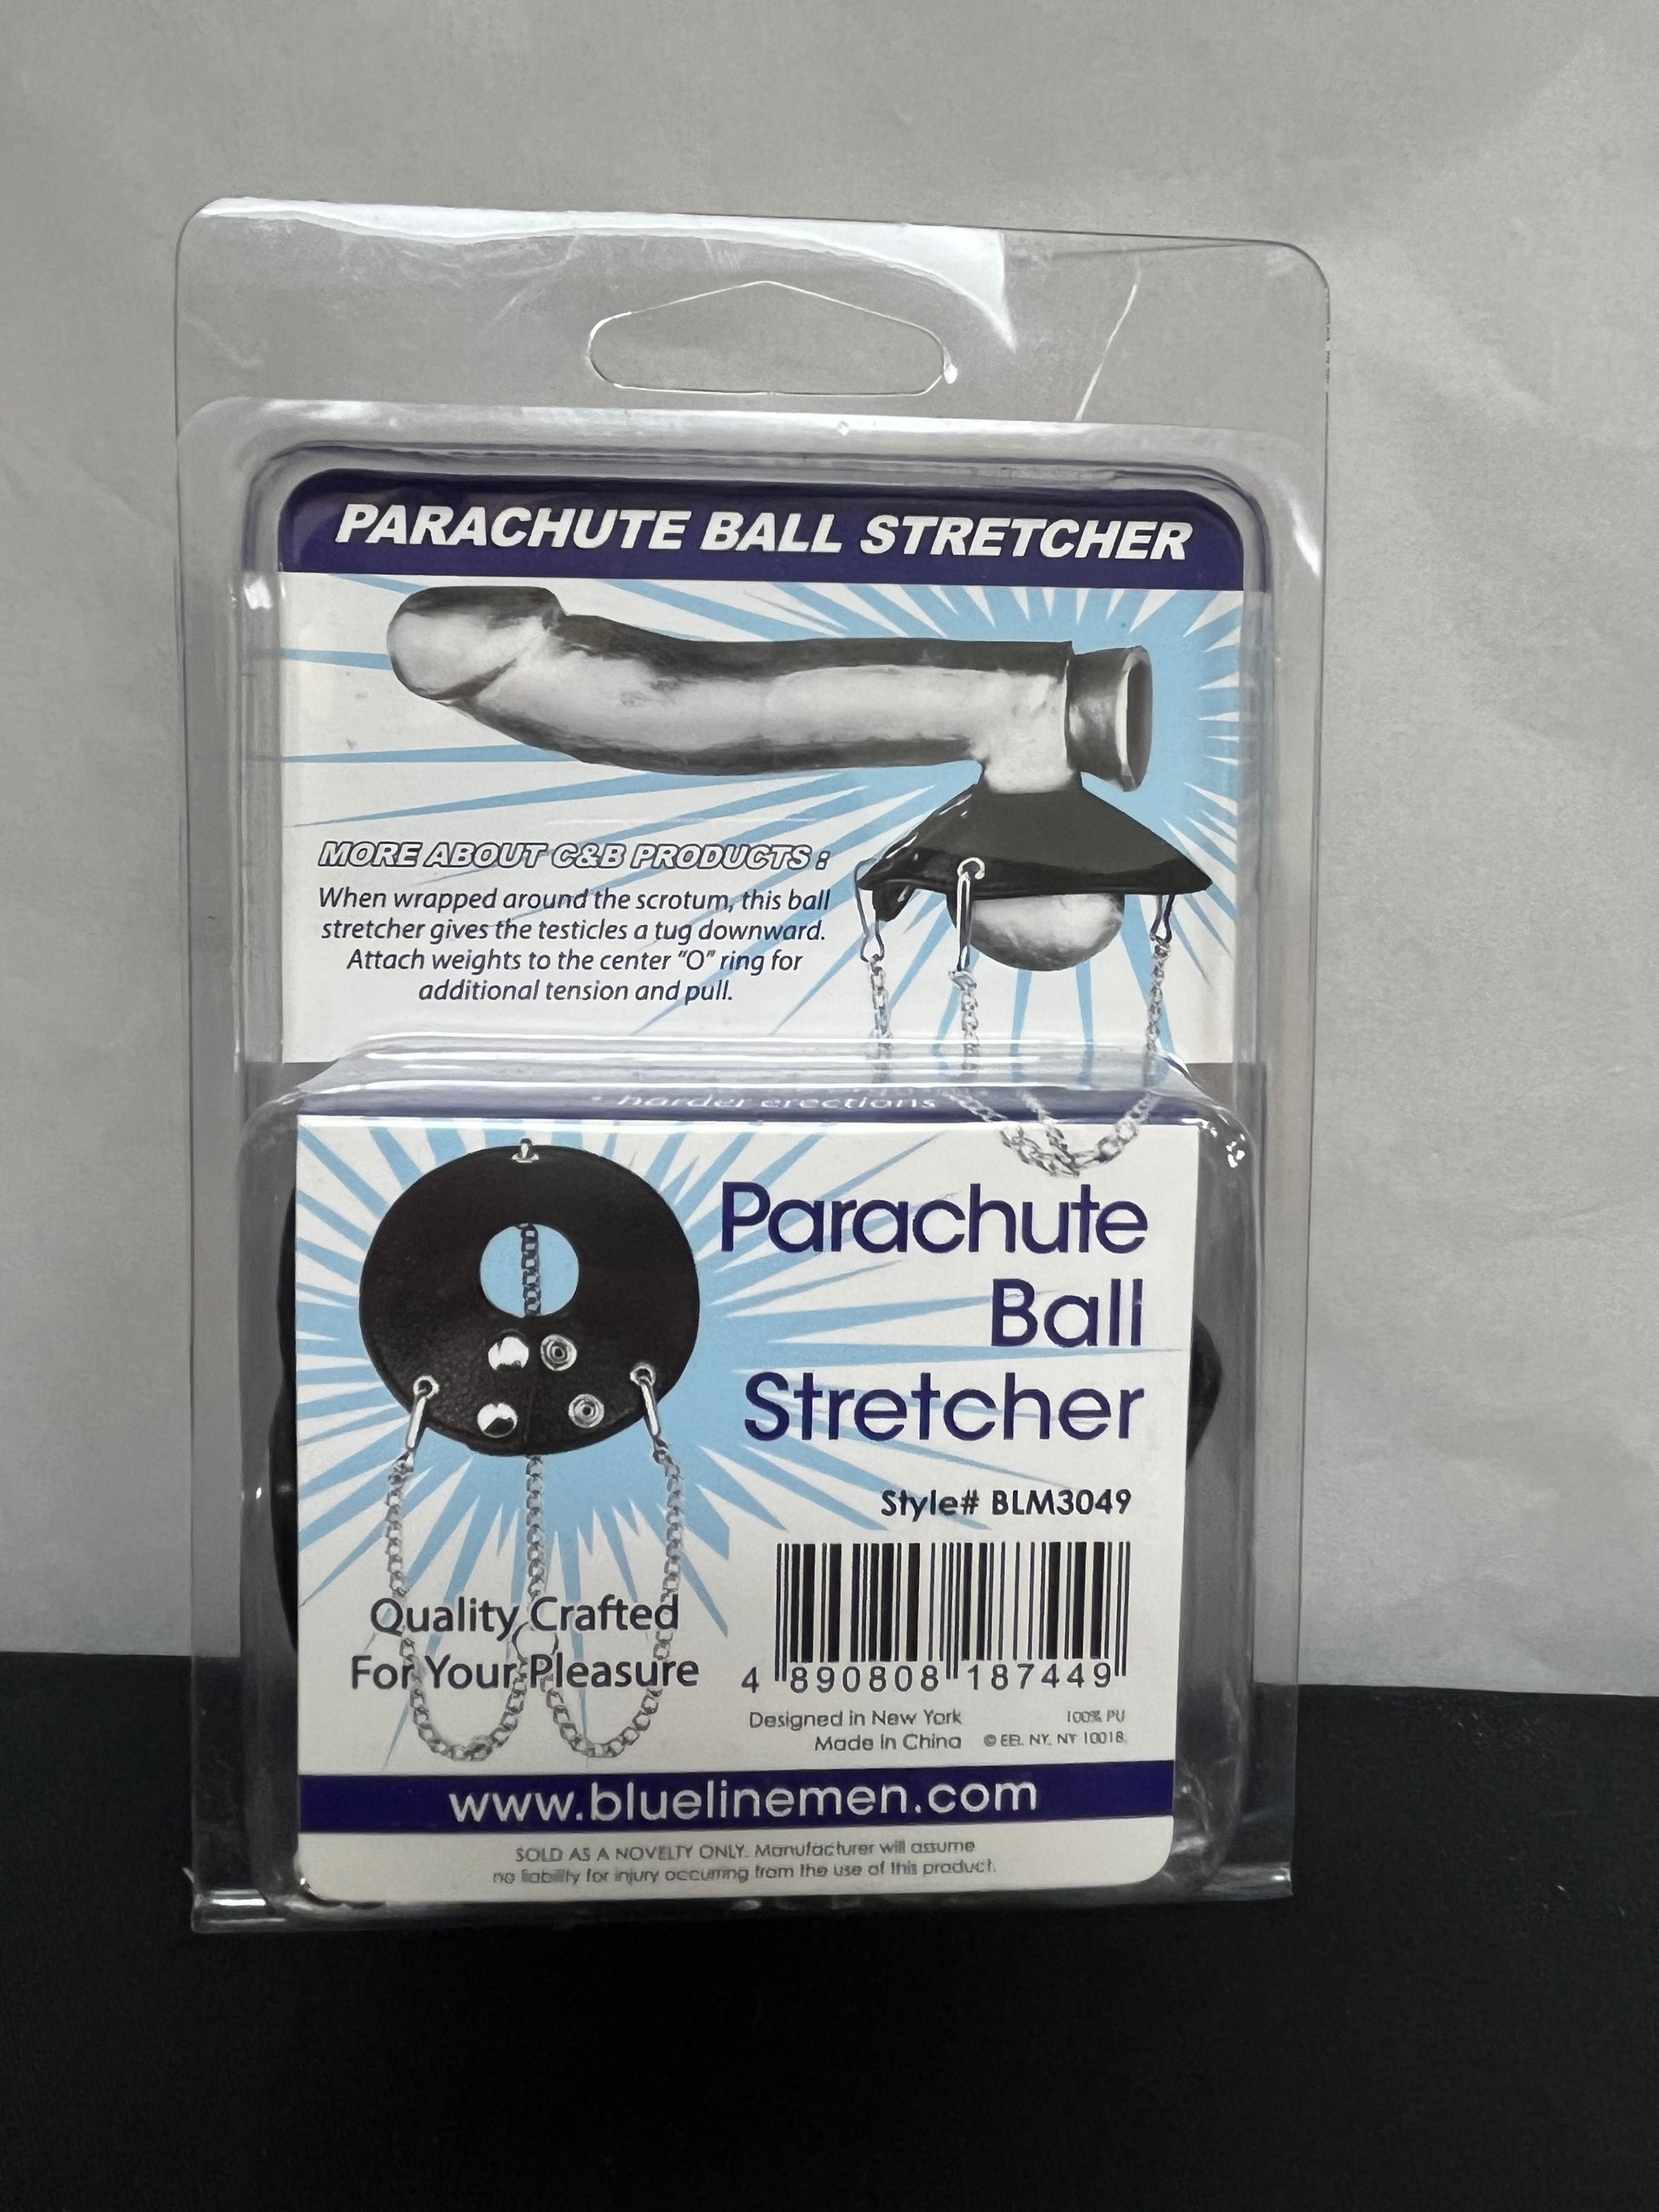 PARACHUTE BALL STRETCHER
MORE ABOUT C&B PRODUCTS :
When wrapped around the scrotum, this ball
stretcher gives the testicles a tug downward.
Attach weights to the center "O" ring for
additional tension and pull.
* harder erections
Parachute
Ball
Stretcher
Style# BLM3049
Quality Crafted
For Your Pleasure
4 890808 187449
Designed in New York
100% PU
Made in China
© EEI. NY, NY 10018.
www.bluelinemen.com
SOLD AS A NOVELTY ONLY. Manufacturer will assume
no liability for injury occurring from the use of this product.